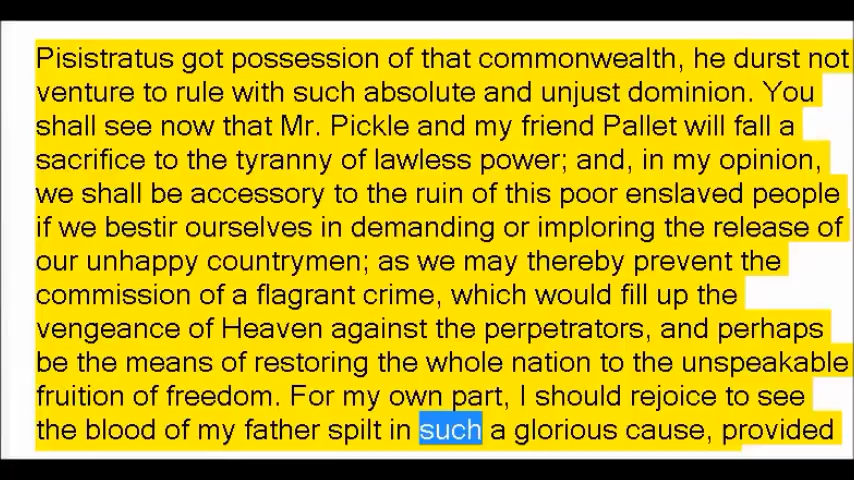 Pisistratus got possession of that commonwealth, he durst not
venture to rule with such absolute and unjust dominion. You
shall see now that Mr. Pickle and my friend Pallet will fall a
sacrifice to the tyranny of lawless power; and, in my opinion,
we shall be accessory to the ruin of this poor enslaved people
if we bestir ourselves in demanding or imploring the release of
our unhappy countrymen; as we may thereby prevent the
commission of a flagrant crime, which would fill up the
vengeance of Heaven against the perpetrators, and perhaps
be the means of restoring the whole nation to the unspeakable
fruition of freedom. For my own part, I should rejoice to see
the blood of my father spilt in such a glorious cause, provided